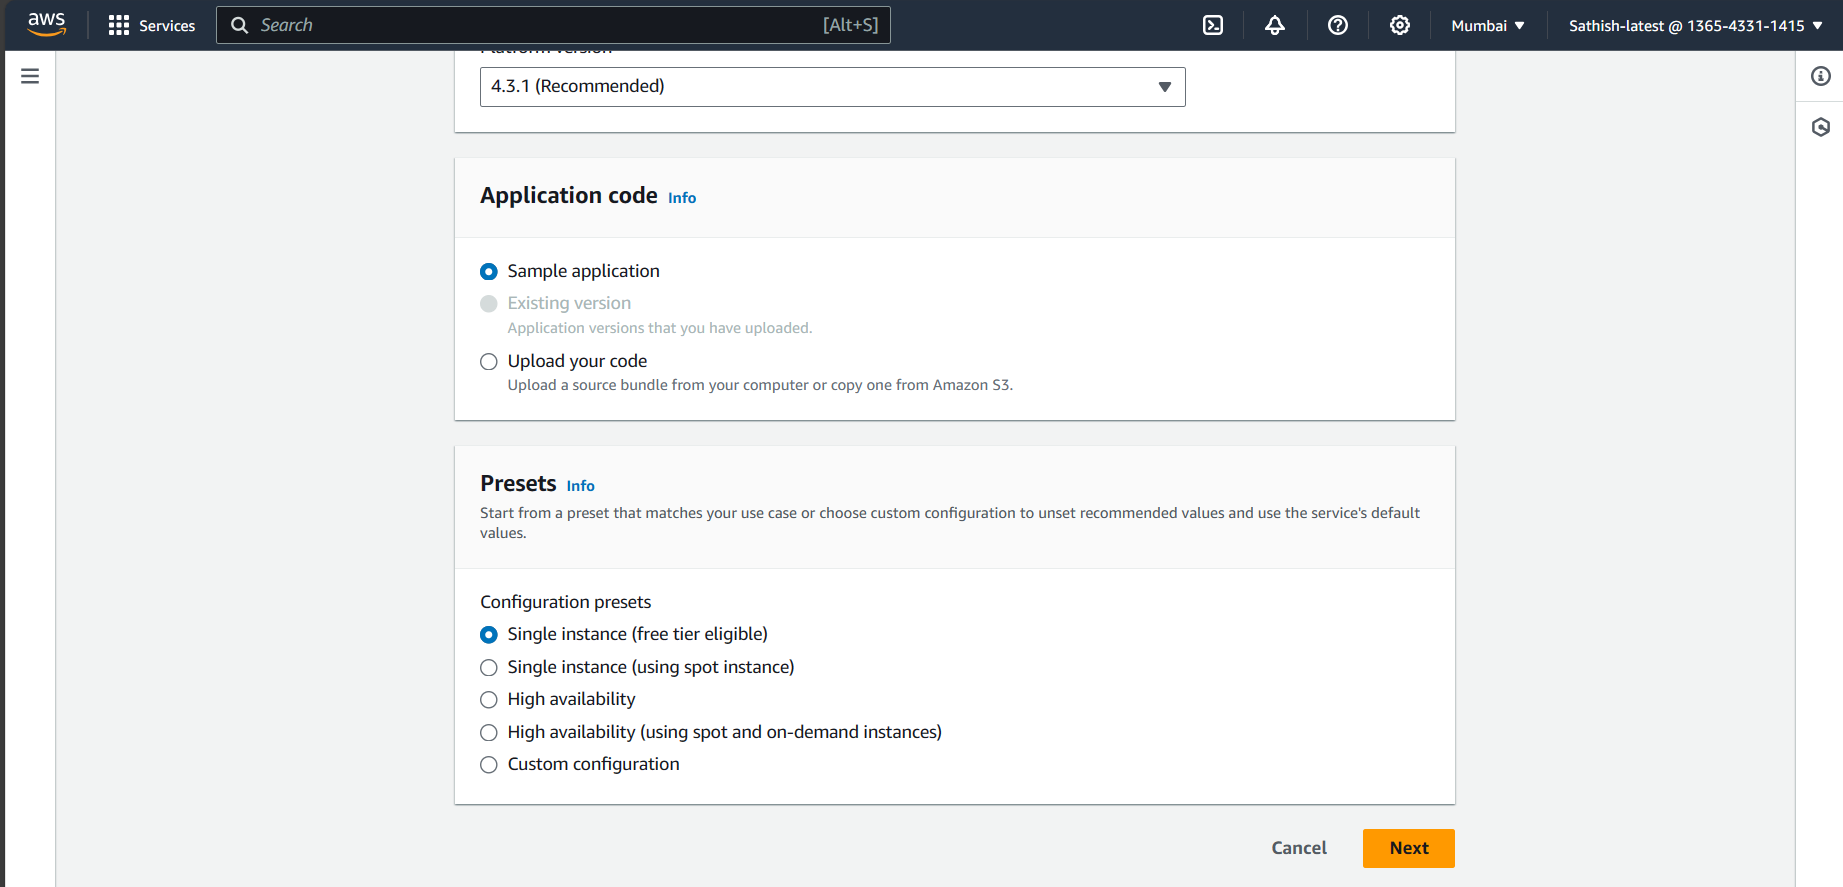 aws
Services
Search
[Alt+S]
Mumbai
Sathish-latest @ 1365-4331-1415
Platform version
4.3.1 (Recommended)
Application code Info
Sample application
Existing version
Application versions that you have uploaded.
Upload your code
Upload a source bundle from your computer or copy one from Amazon S3.
Presets Info
Start from a preset that matches your use case or choose custom configuration to unset recommended values and use the service's default
values.
Configuration presets
Single instance (free tier eligible)
Single instance (using spot instance)
High availability
High availability (using spot and on-demand instances)
Custom configuration
Cancel
Next